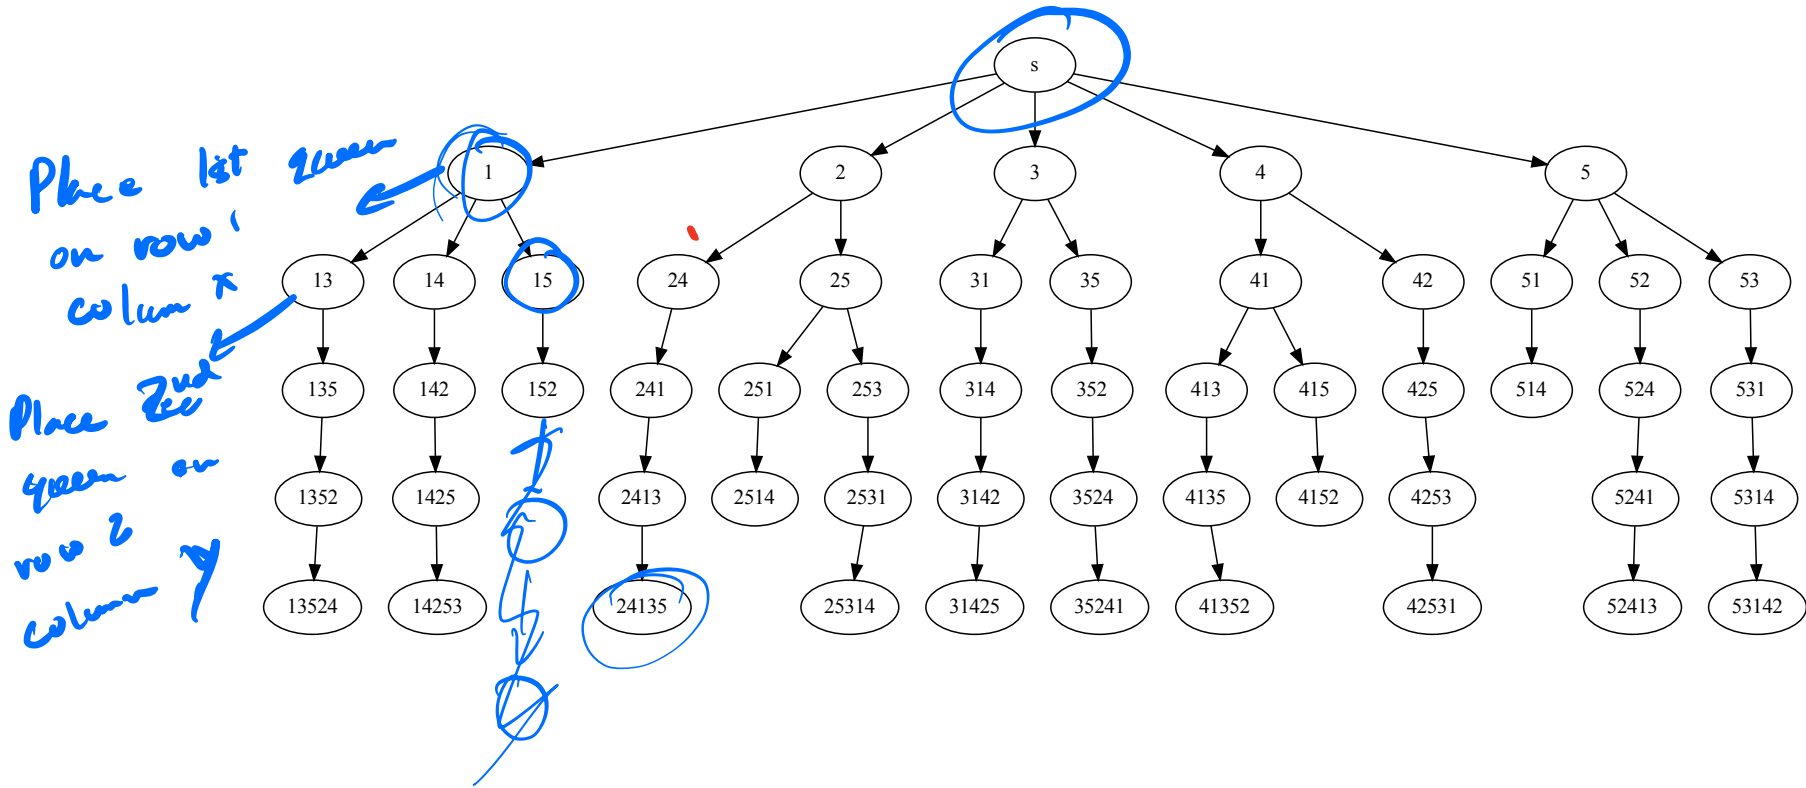 s
Place 1st queen
on row 1
column x
1 2 3 4 5
13 14 15 24 25 31 35 41 42 51 52 53
Place 2nd
queen on
row 2
column y
135 142 152 241 251 253 314 352 413 415 425 514 524 531
1352 1425 2413 2514 2531 3142 3524 4135 4152 4253 5241 5314
13524 14253 24135 25314 31425 35241 41352 42531 52413 53142